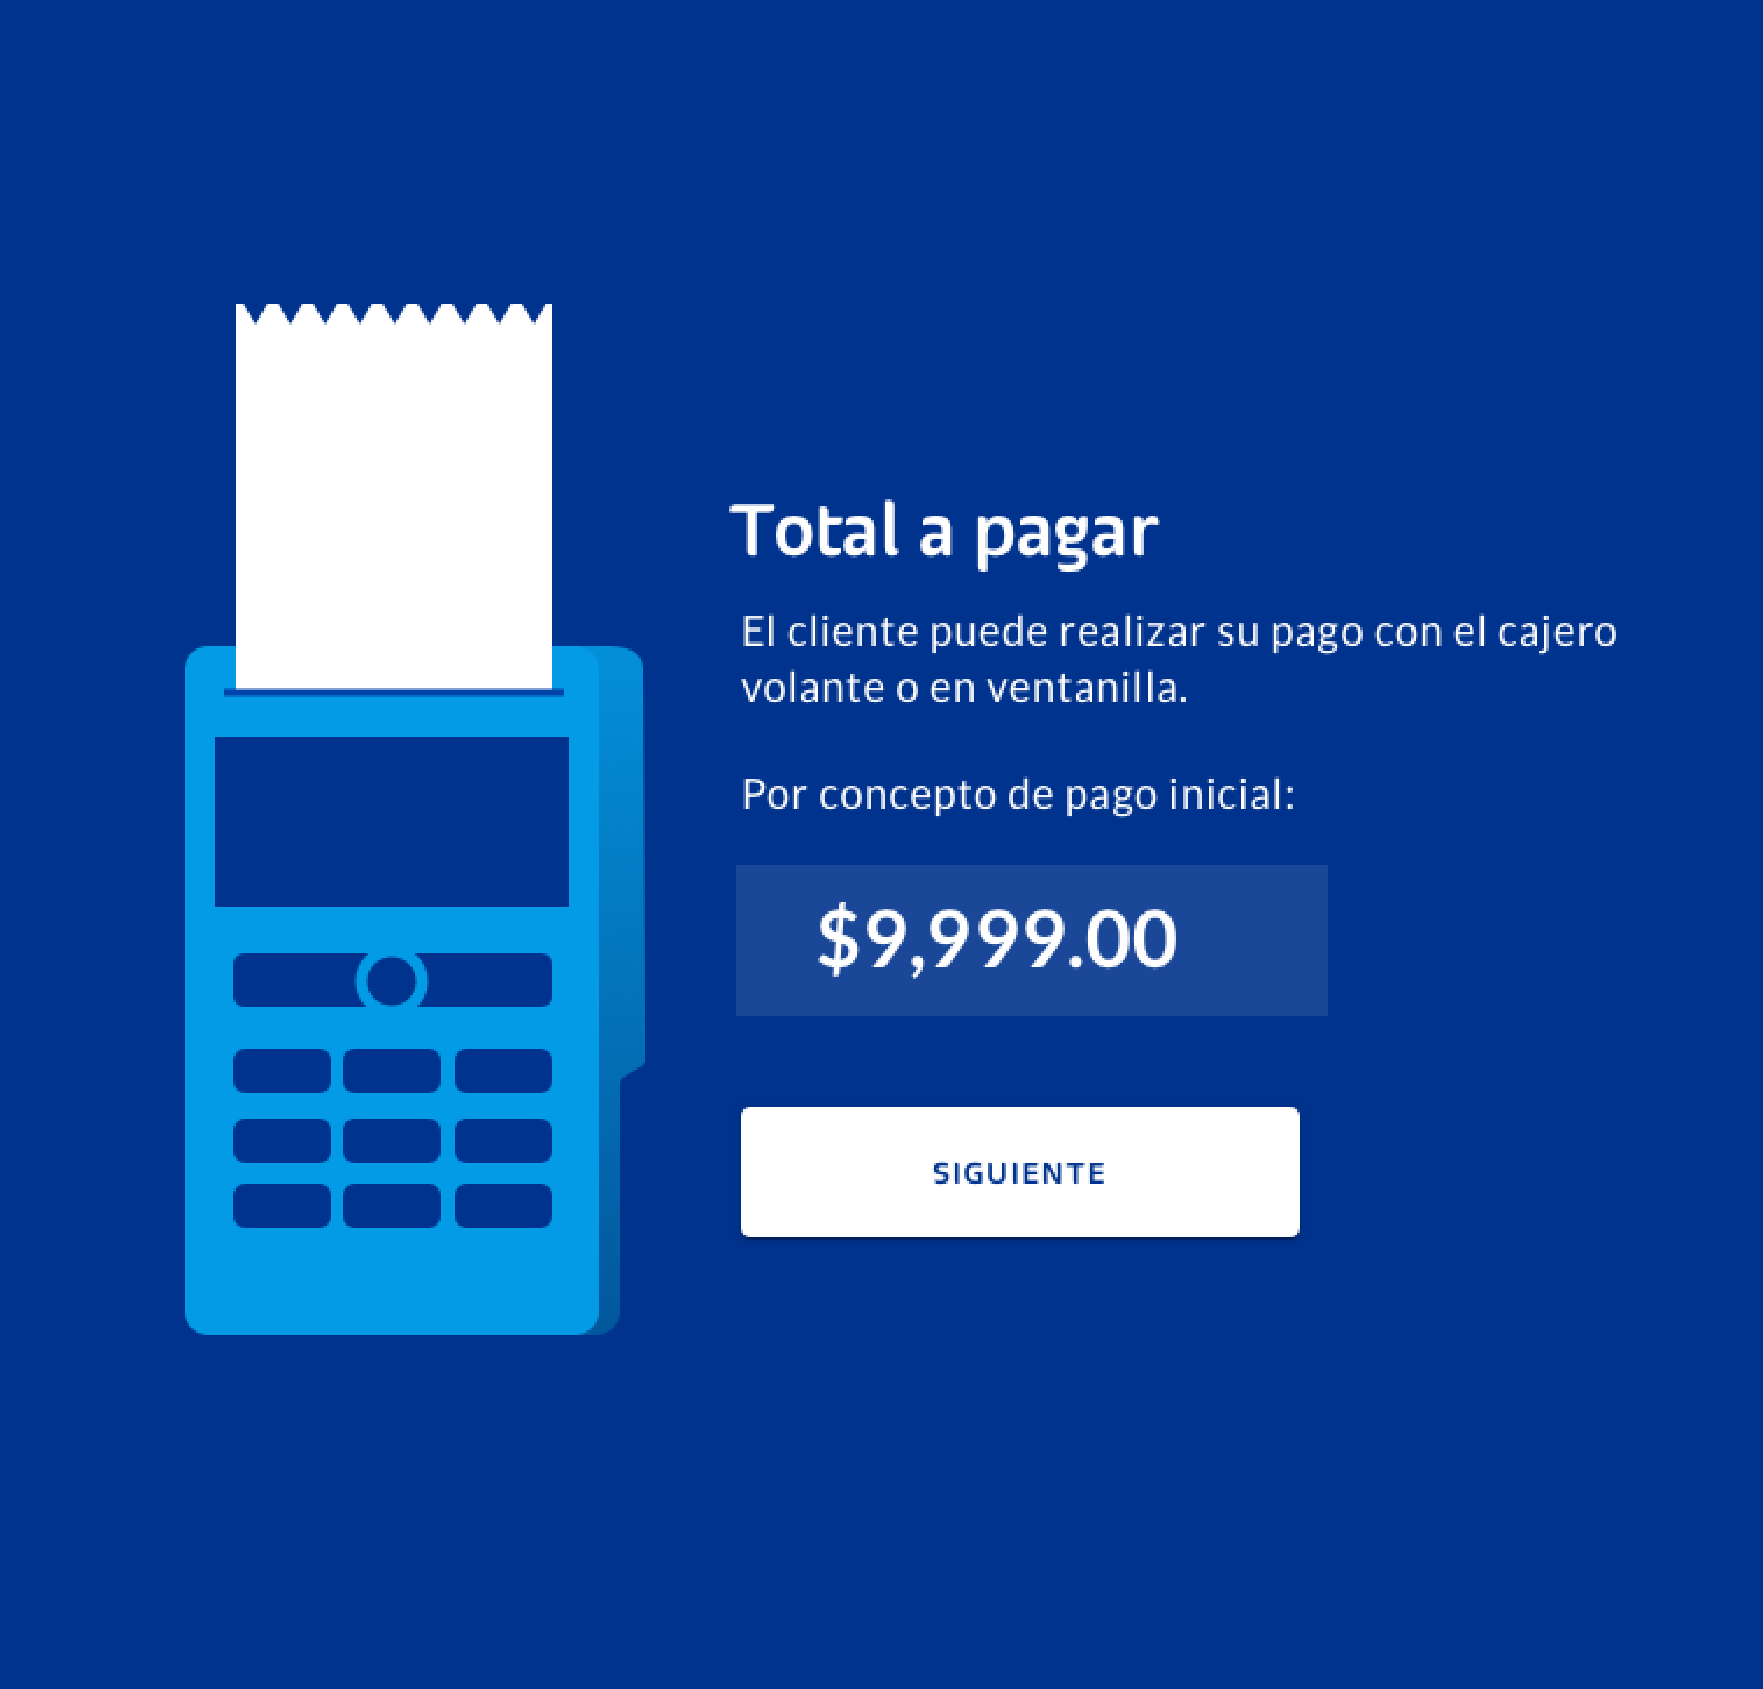 Total a pagar
El cliente puede realizar su pago con el cajero
volante o en ventanilla.
Por concepto de pago inicial:
$9,999.00
SIGUIENTE